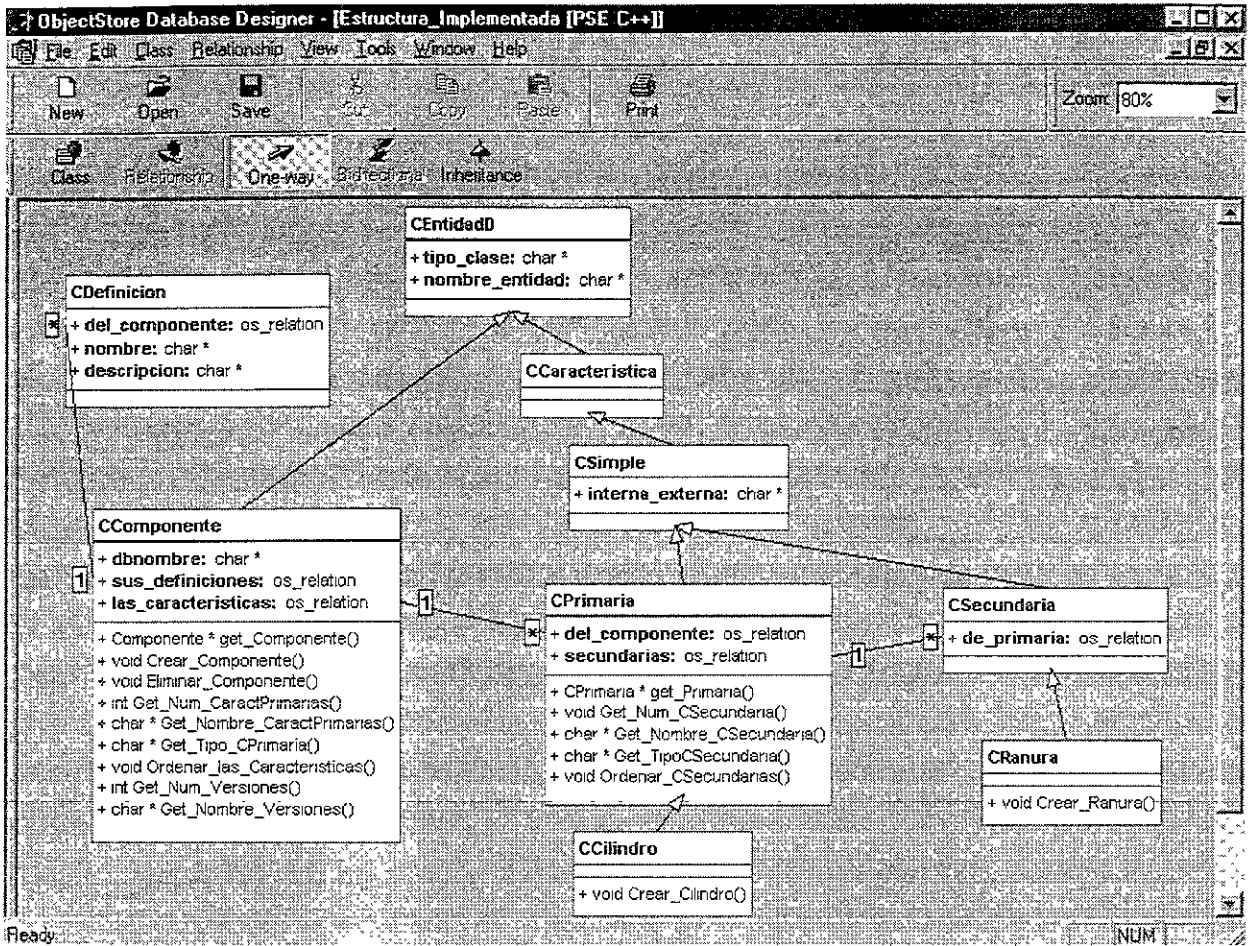 ObjectStore Database Designer - [Estructura_Implementada [PSE C++]]
File Edit Class Relationship View Tools Window Help
New Open Save Cut Copy Paste Print Zoom: 80%
Class Relationship One-way Bidirectional Inheritance
CEntidadD
+ tipo_clase: char *
+ nombre_entidad: char *
CDefinicion
* + del_componente: os_relation
+ nombre: char *
+ descripcion: char *
CCaracteristica
CSimple
+ interna_externa: char *
CComponente
+ dbnombre: char *
1 + sus_definiciones: os_relation
+ las_caracteristicas: os_relation
+ Componente * get_Componente()
+ void Crear_Componente()
+ void Eliminar_Componente()
+ int Get_Num_CaractPrimarias()
+ char * Get_Nombre_CaractPrimarias()
+ char * Get_Tipo_CPrimaria()
+ void Ordenar_las_Caracteristicas()
+ int Get_Num_Versiones()
+ char * Get_Nombre_Versiones()
1
CPrimaria
* + del_componente: os_relation
+ secundarias: os_relation
+ CPrimaria * get_Primaria()
+ void Get_Num_CSecundaria()
+ char * Get_Nombre_CSecundaria()
+ char * Get_TipoCSecundaria()
+ void Ordenar_CSecundarias()
1
CSecundaria
* + de_primaria: os_relation
CRanura
+ void Crear_Ranura()
CCilindro
+ void Crear_Cilindro()
Ready NUM